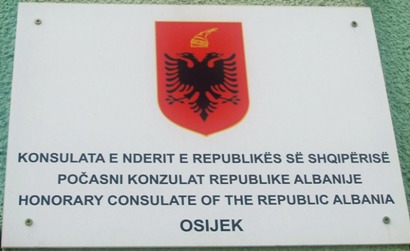 KONSULATA E NDERIT E REPUBLIKËS SË SHQIPËRISË
POČASNI KONZULAT REPUBLIKE ALBANIJE
HONORARY CONSULATE OF THE REPUBLIC ALBANIA
OSIJEK